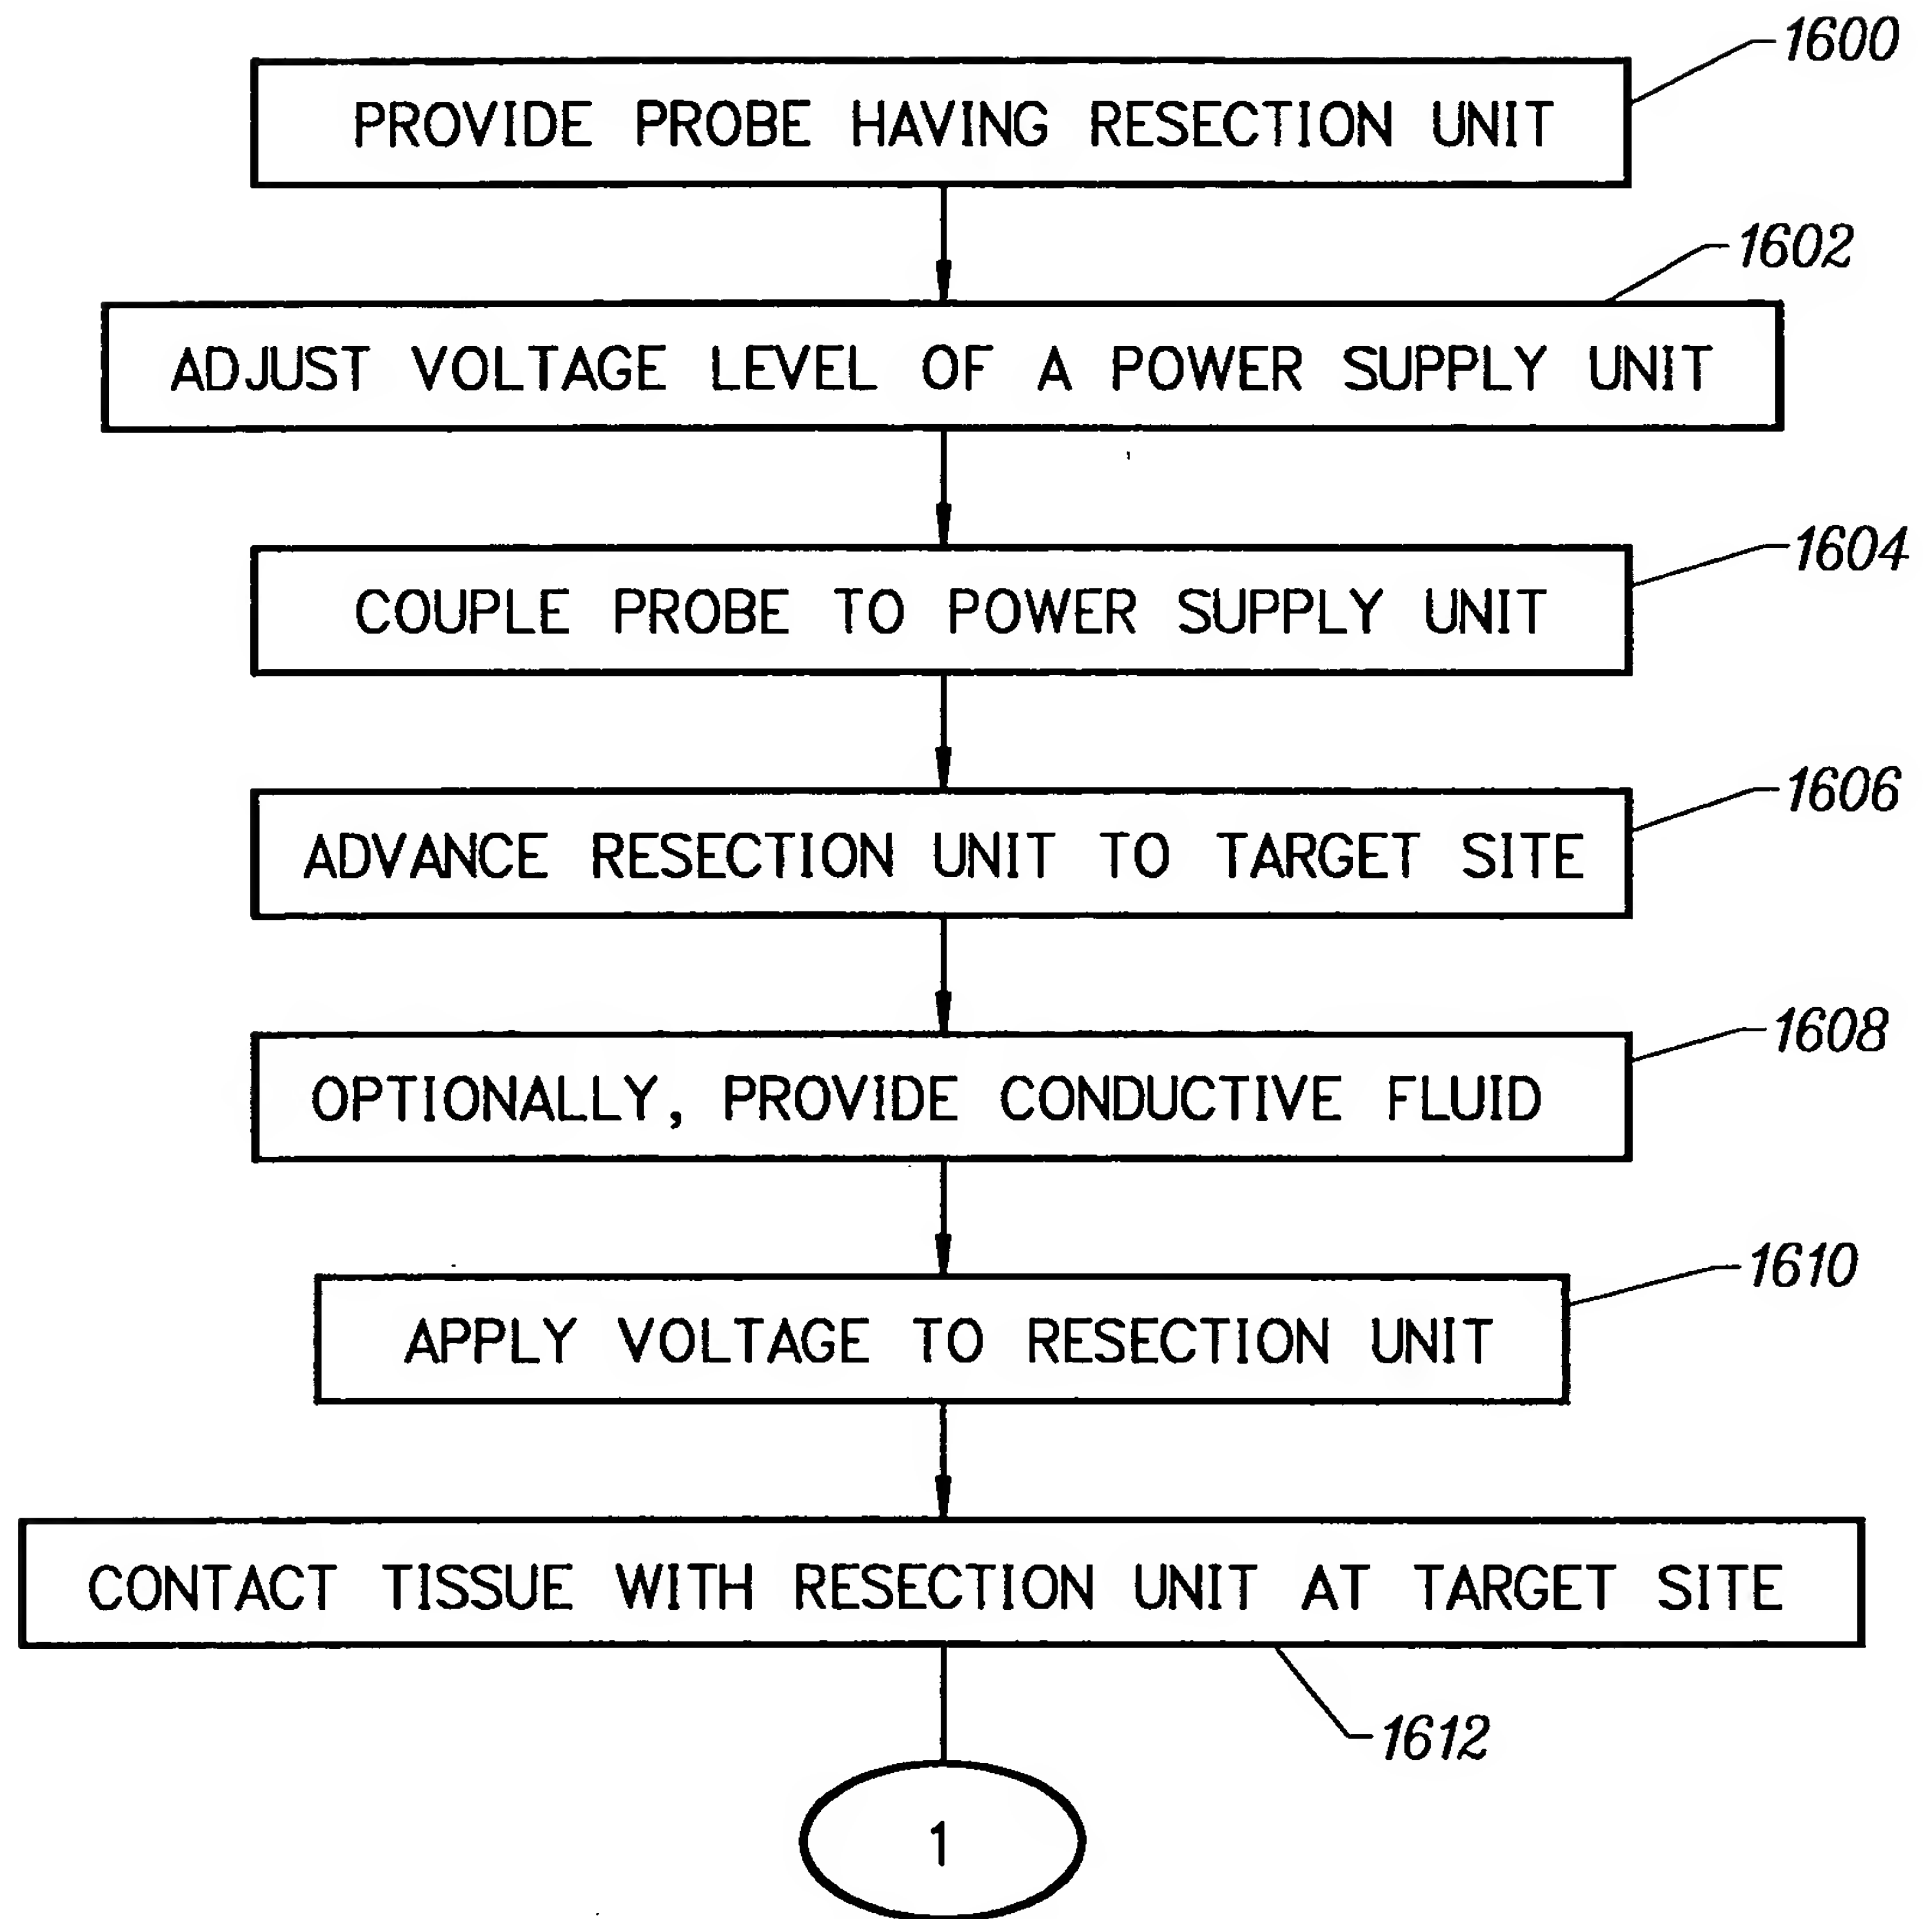 1600
PROVIDE PROBE HAVING RESECTION UNIT
1602
ADJUST VOLTAGE LEVEL OF A POWER SUPPLY UNIT
1604
COUPLE PROBE TO POWER SUPPLY UNIT
1606
ADVANCE RESECTION UNIT TO TARGET SITE
1608
OPTIONALLY, PROVIDE CONDUCTIVE FLUID
1610
APPLY VOLTAGE TO RESECTION UNIT
CONTACT TISSUE WITH RESECTION UNIT AT TARGET SITE
1612
1